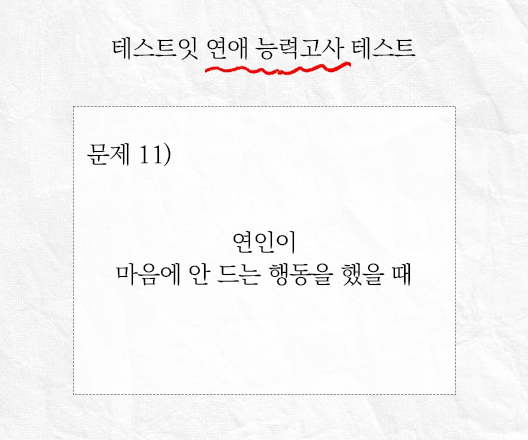 테스트잇 연애 능력고사 테스트
문제 11)
연인이
마음에 안 드는 행동을 했을 때